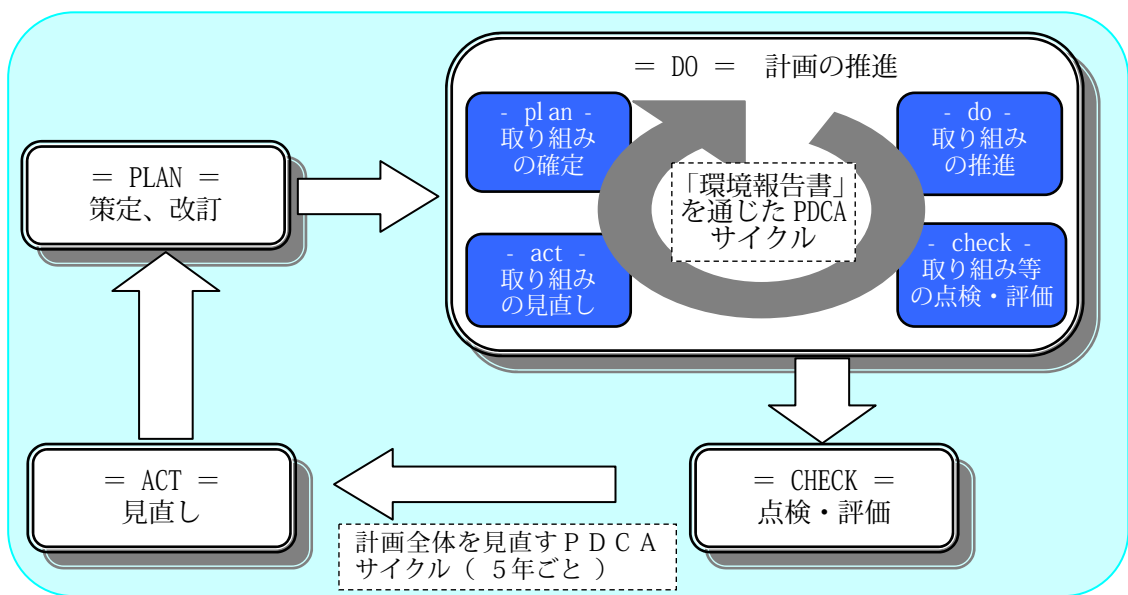 = DO = 計画の推進
- plan -
取り組み
の確定
- do -
取り組み
の推進
= PLAN =
策定、改訂
「環境報告書」
を通じた PDCA
サイクル
- act -
取り組み
の見直し
- check -
取り組み等
の点検・評価
= ACT =
見直し
= CHECK =
点検・評価
計画全体を見直すＰＤＣＡ
サイクル（ ５年ごと ）